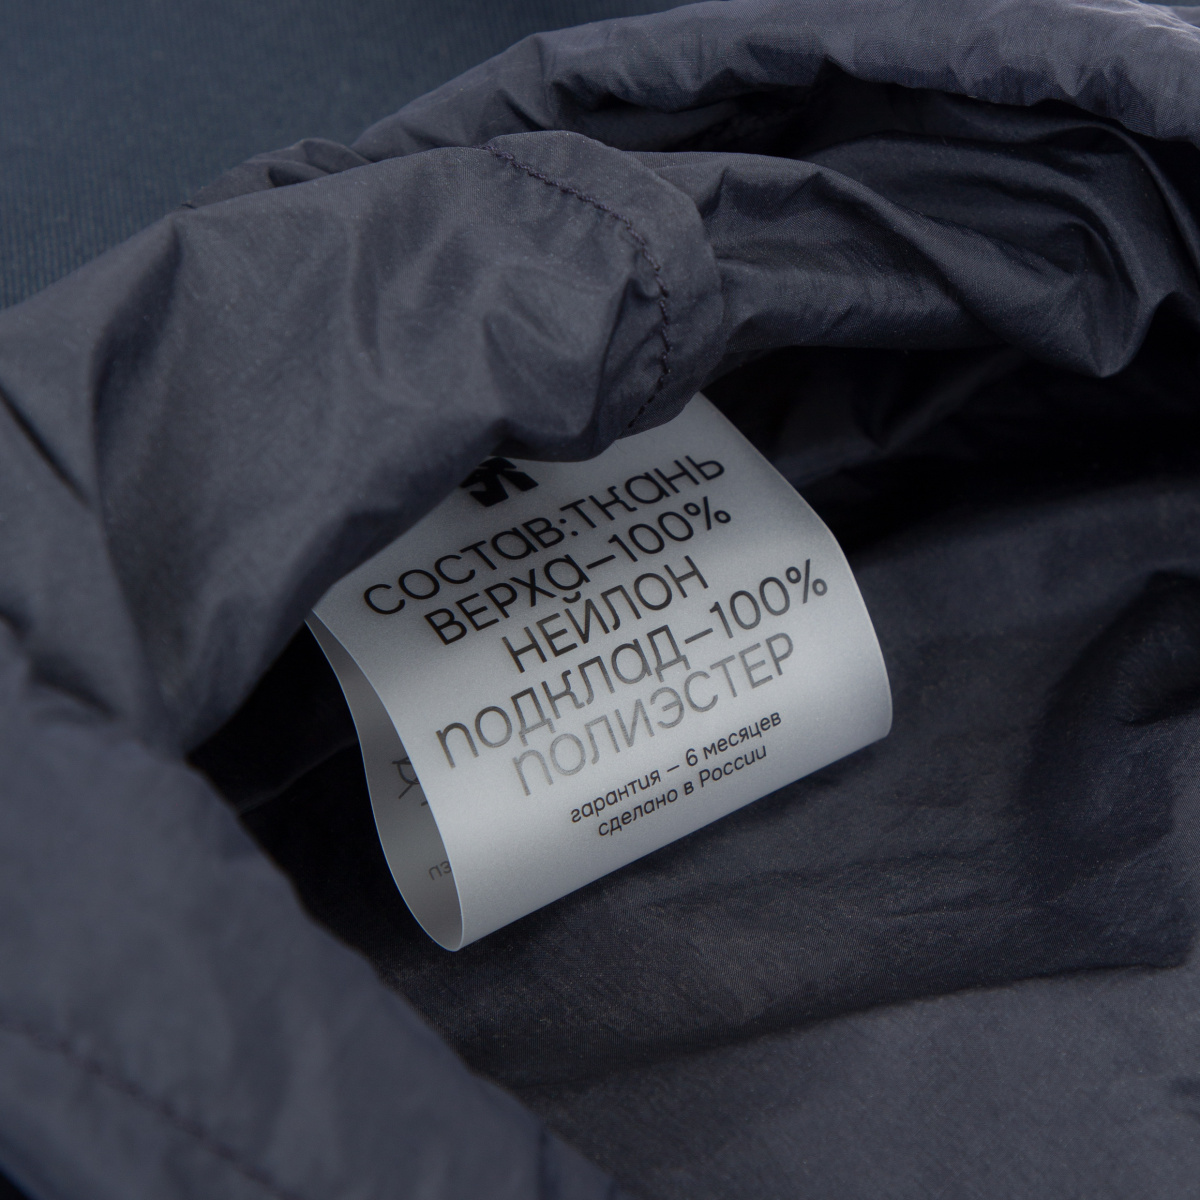 СОСТАВ: ТКАНЬ
ВЕРХА–100%
НЕЙЛОН
ПОДКЛАД–100%
ПОЛИЭСТЕР
гарантия – 6 месяцев
сделано в России